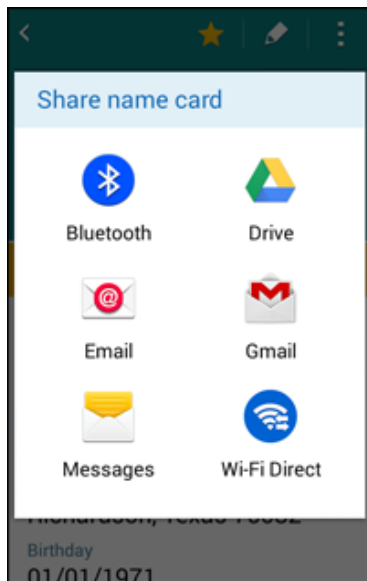 Share name card
Bluetooth
Drive
@
Email
Gmail
Messages
Wi-Fi Direct
Birthday
01/01/1971